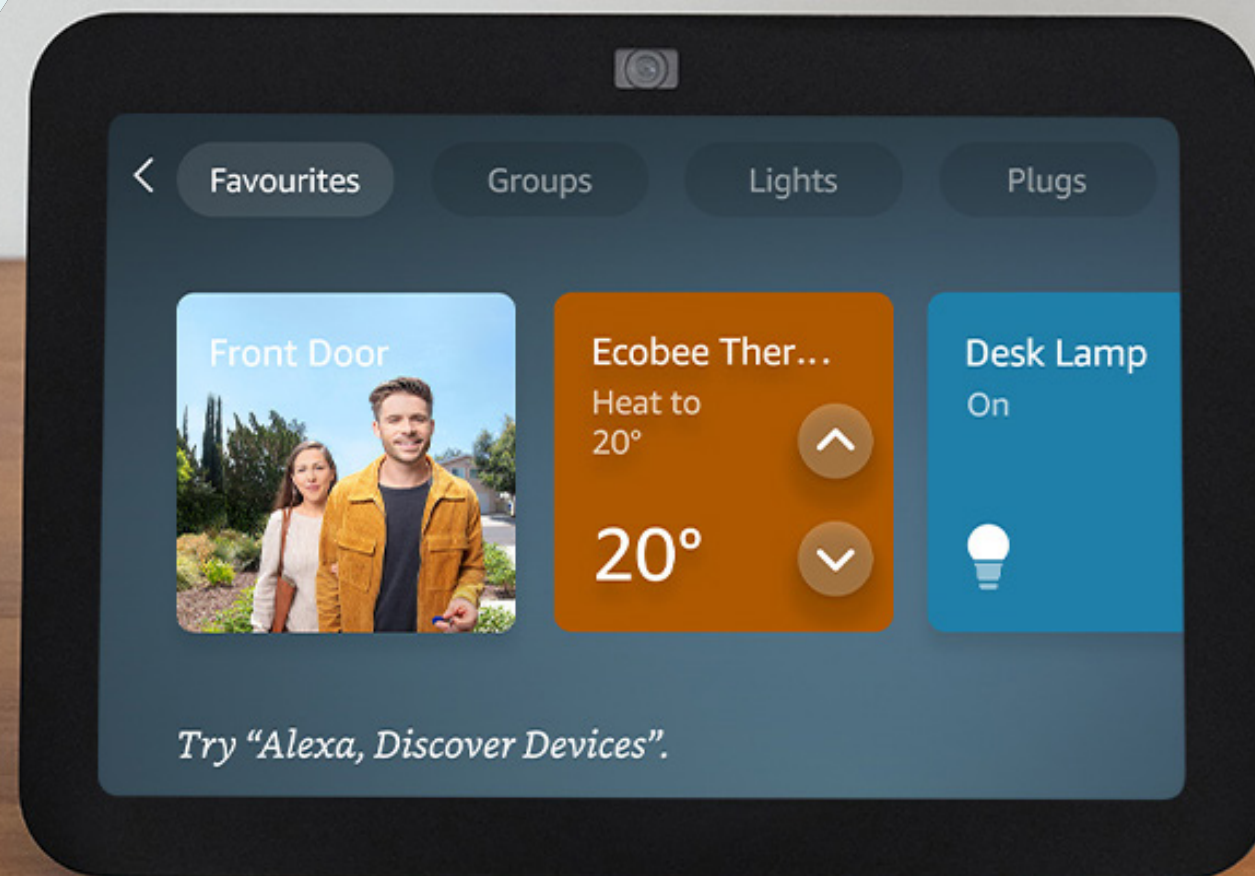 Favourites
Groups
Lights
Plugs
Front Door
Ecobee Ther...
Heat to
20°
20°
Desk Lamp
On
Try “Alexa, Discover Devices”.